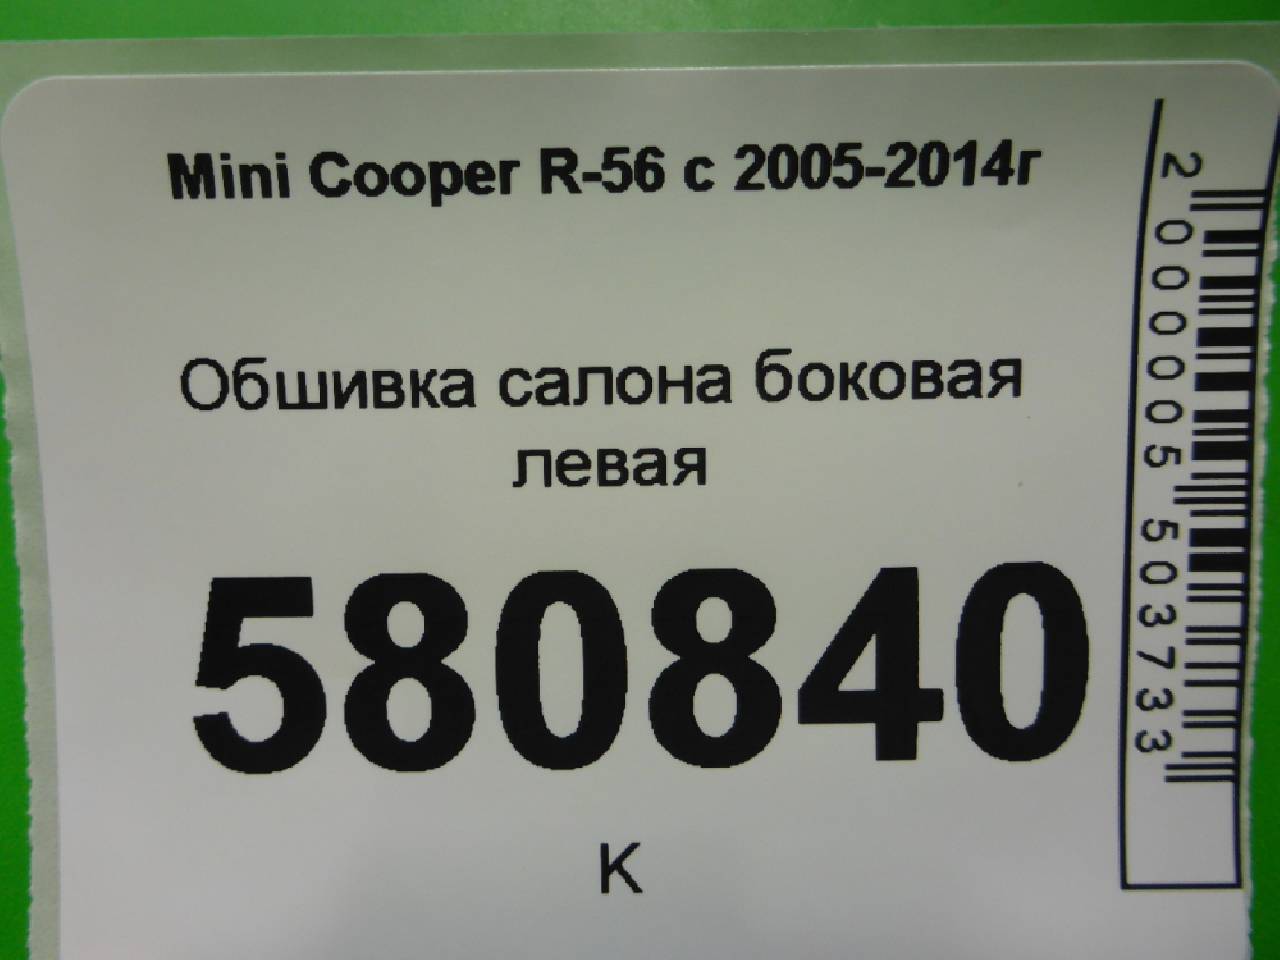 Mini Cooper R-56 с 2005-2014г
Обшивка салона боковая
левая
580840
К
2 000005 503733